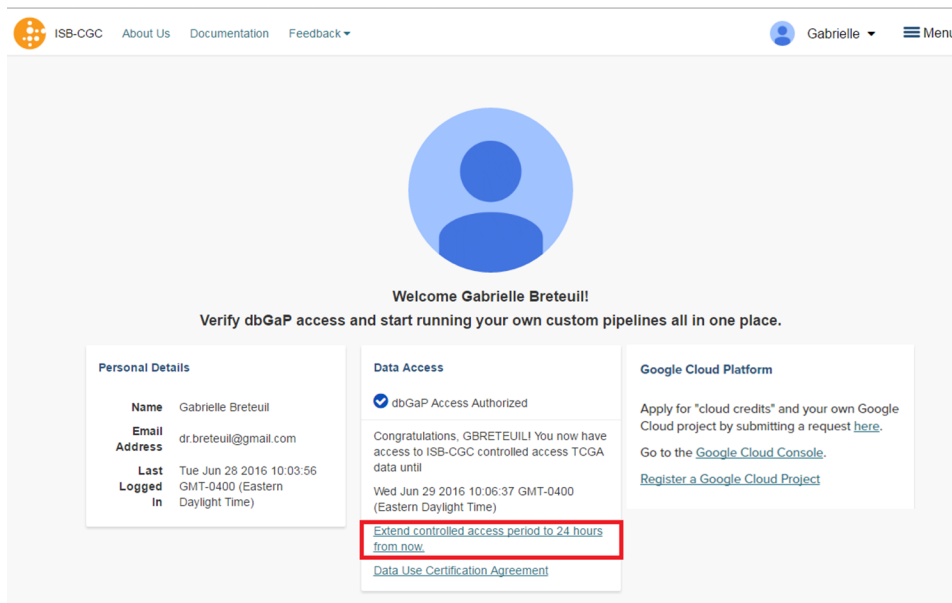 ISB-CGC About Us Documentation Feedback Gabrielle Menu
Welcome Gabrielle Breteuil!
Verify dbGaP access and start running your own custom pipelines all in one place.
Personal Details
Name Gabrielle Breteuil
Email
Address dr.breteuil@gmail.com
Last
Logged
In Tue Jun 28 2016 10:03:56
GMT-0400 (Eastern
Daylight Time)
Data Access
dbGaP Access Authorized
Congratulations, GBRETEUIL! You now have
access to ISB-CGC controlled access TCGA
data until
Wed Jun 29 2016 10:06:37 GMT-0400
(Eastern Daylight Time)
Extend controlled access period to 24 hours
from now.
Data Use Certification Agreement
Google Cloud Platform
Apply for "cloud credits" and your own Google
Cloud project by submitting a request here.
Go to the Google Cloud Console.
Register a Google Cloud Project